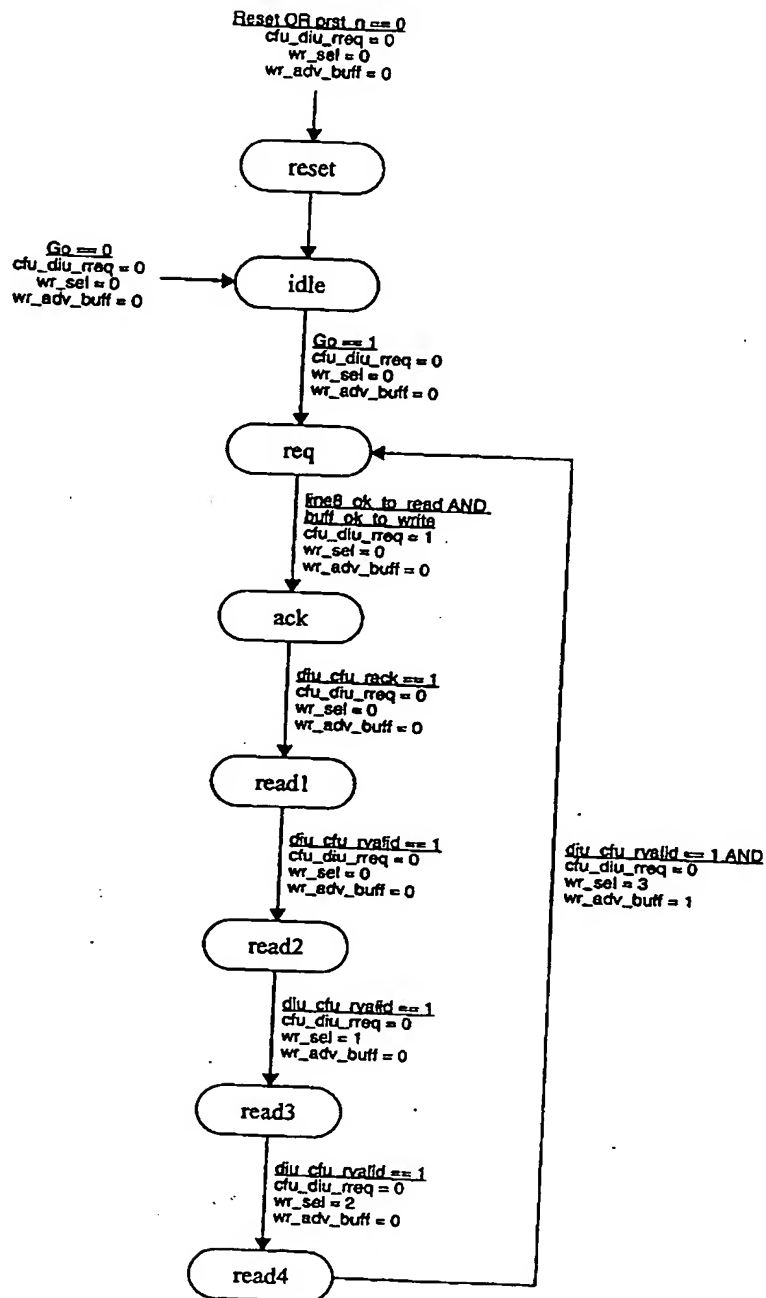 Reset OR prst_n == 0
cfu_diu_rreq = 0
wr_sel = 0
wr_adv_buff = 0
reset
Go == 0
cfu_diu_rreq = 0
wr_sel = 0
wr_adv_buff = 0
idle
Go == 1
cfu_diu_rreq = 0
wr_sel = 0
wr_adv_buff = 0
req
line8_ok_to_read AND
buff_ok_to_write
cfu_diu_rreq = 1
wr_sel = 0
wr_adv_buff = 0
ack
diu_cfu_rack == 1
cfu_diu_rreq = 0
wr_sel = 0
wr_adv_buff = 0
read1
diu_cfu_rvalid == 1
cfu_diu_rreq = 0
wr_sel = 0
wr_adv_buff = 0
diu_cfu_rvalid == 1 AND
cfu_diu_rreq = 0
wr_sel = 3
wr_adv_buff = 1
read2
diu_cfu_rvalid == 1
cfu_diu_rreq = 0
wr_sel = 1
wr_adv_buff = 0
read3
diu_cfu_rvalid == 1
cfu_diu_rreq = 0
wr_sel = 2
wr_adv_buff = 0
read4